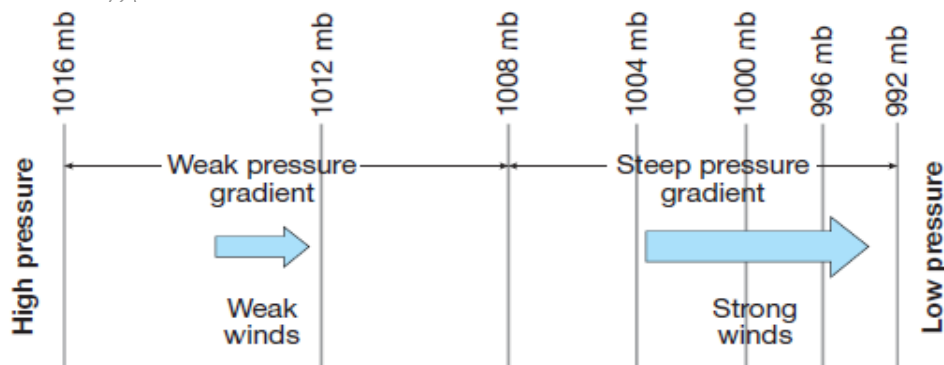 1016 mb
1012 mb
1008 mb
1004 mb
1000 mb
996 mb
992 mb
High pressure
Weak pressure
gradient
Steep pressure
gradient
Low pressure
Weak
winds
Strong
winds